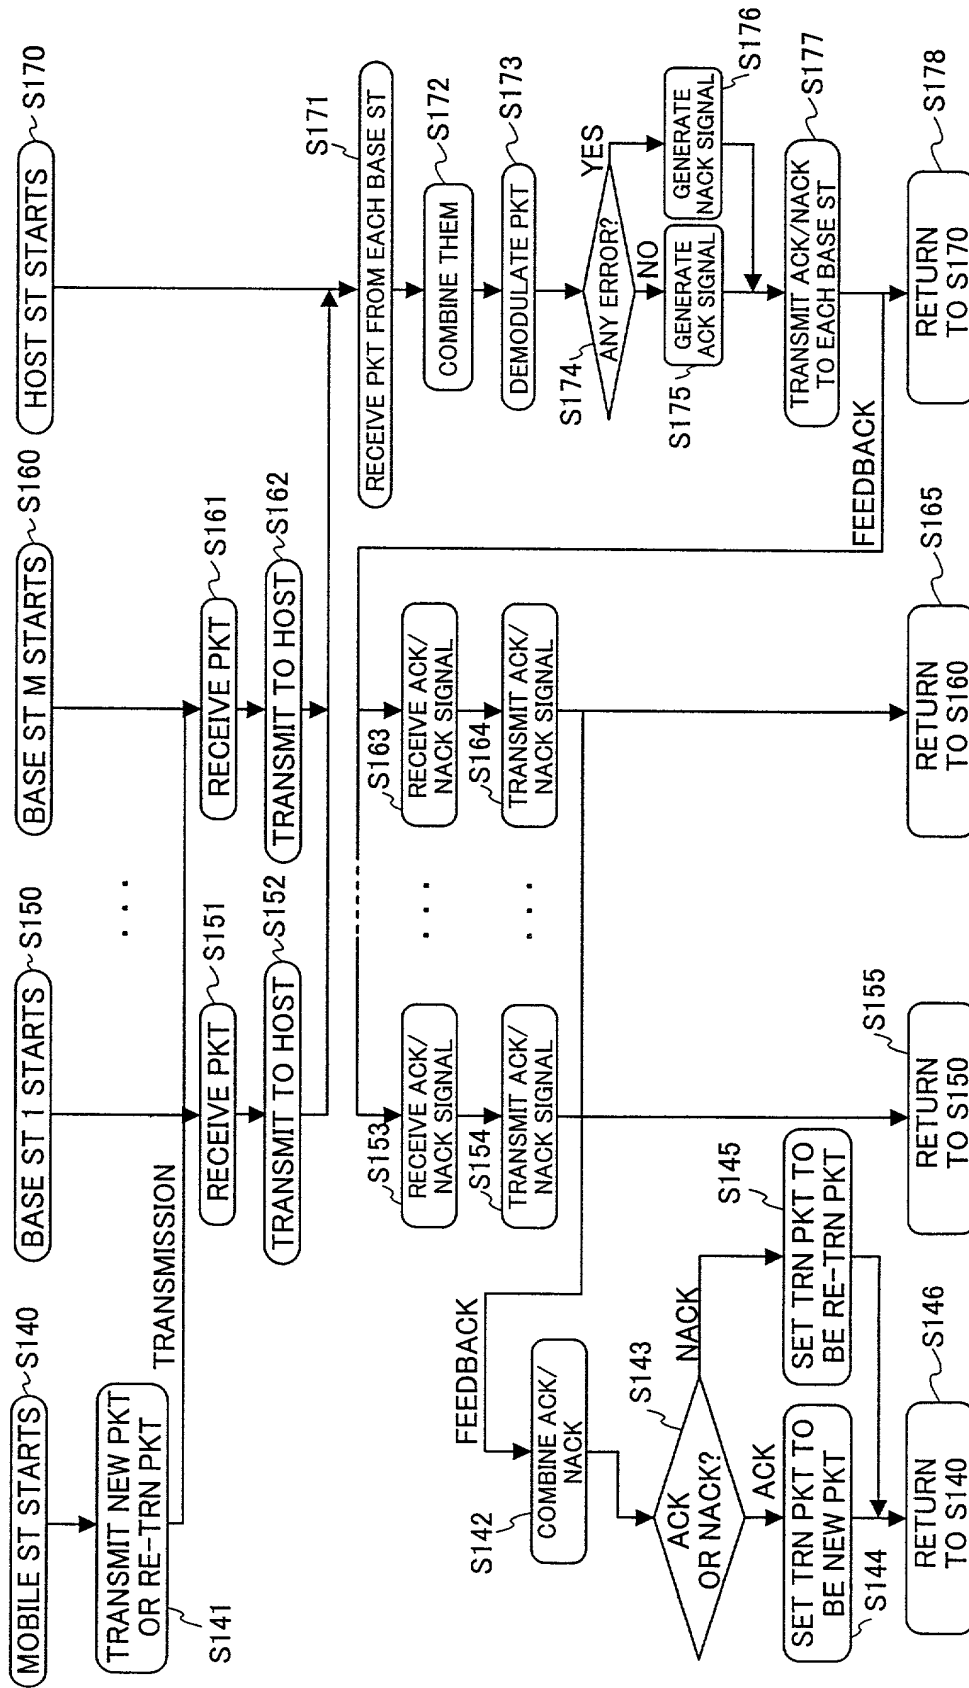 MOBILE ST STARTS
S140
TRANSMIT NEW PKT
OR RE-TRN PKT
S141
TRANSMISSION
FEEDBACK
COMBINE ACK/
NACK
S142
ACK
OR NACK?
S143
NACK
ACK
SET TRN PKT TO
BE NEW PKT
S144
SET TRN PKT TO
BE RE-TRN PKT
S145
RETURN
TO S140
S146
BASE ST 1 STARTS
S150
RECEIVE PKT
S151
TRANSMIT TO HOST
S152
S153
RECEIVE ACK/
NACK SIGNAL
S154
TRANSMIT ACK/
NACK SIGNAL
RETURN
TO S150
S155
. . .
. . .
. . .
BASE ST M STARTS
S160
RECEIVE PKT
S161
TRANSMIT TO HOST
S162
S163
RECEIVE ACK/
NACK SIGNAL
S164
TRANSMIT ACK/
NACK SIGNAL
RETURN
TO S160
S165
HOST ST STARTS
S170
S171
RECEIVE PKT FROM EACH BASE ST
COMBINE THEM
S172
DEMODULATE PKT
S173
ANY ERROR?
S174
YES
NO
GENERATE
ACK SIGNAL
S175
GENERATE
NACK SIGNAL
S176
TRANSMIT ACK/NACK
TO EACH BASE ST
S177
FEEDBACK
RETURN
TO S170
S178